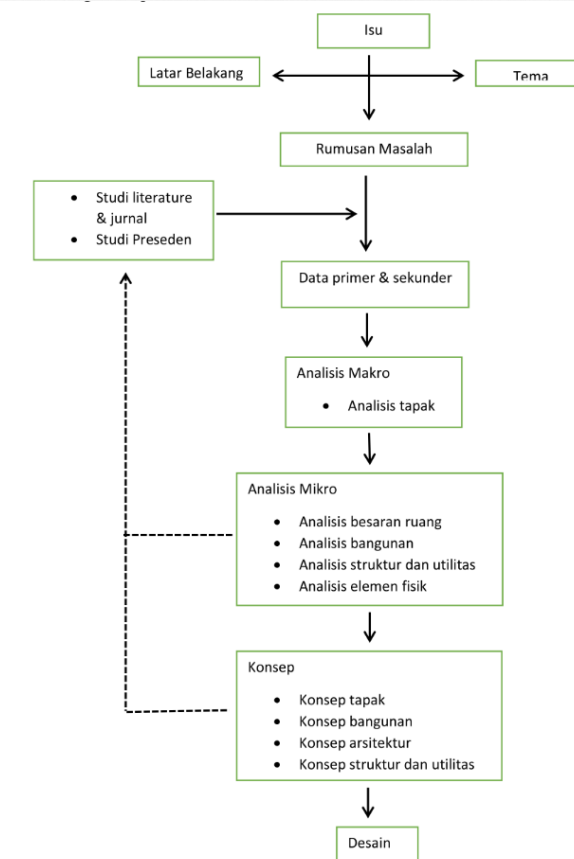 Isu
Latar Belakang
Tema
Rumusan Masalah
• Studi literature
& jurnal
• Studi Preseden
Data primer & sekunder
Analisis Makro
• Analisis tapak
Analisis Mikro
• Analisis besaran ruang
• Analisis bangunan
• Analisis struktur dan utilitas
• Analisis elemen fisik
Konsep
• Konsep tapak
• Konsep bangunan
• Konsep arsitektur
• Konsep struktur dan utilitas
Desain